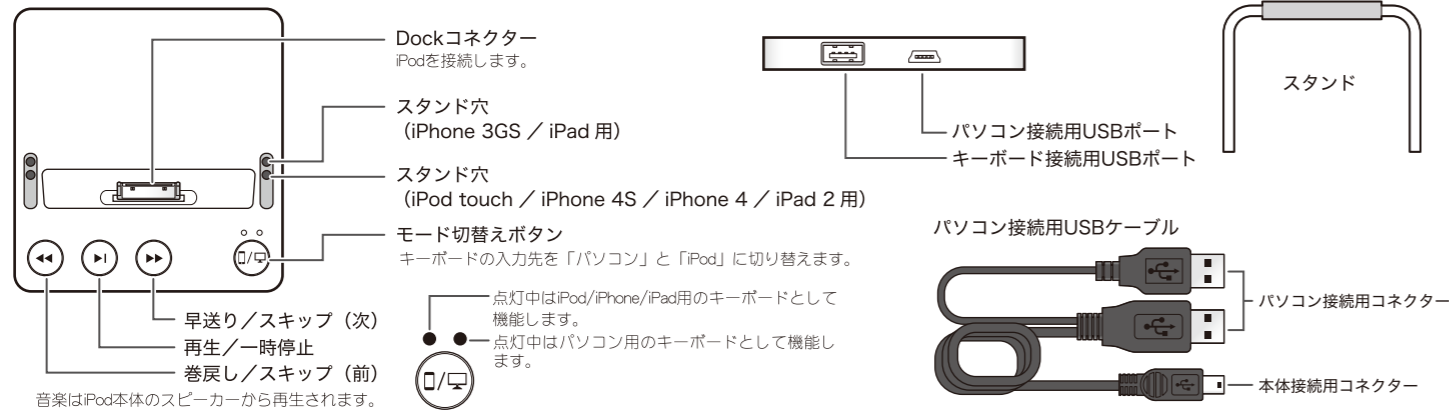 Dockコネクター
iPodを接続します。
スタンド穴
（iPhone 3GS ／ iPad 用）
スタンド穴
（iPod touch ／ iPhone 4S ／ iPhone 4 ／ iPad 2 用）
モード切替えボタン
キーボードの入力先を「パソコン」と「iPod」に切り替えます。
点灯中はiPod/iPhone/iPad用のキーボードとして
機能します。
点灯中はパソコン用のキーボードとして機能し
ます。
早送り／スキップ（次）
再生／一時停止
巻戻し／スキップ（前）
音楽はiPod本体のスピーカーから再生されます。
パソコン接続用USBポート
キーボード接続用USBポート
スタンド
パソコン接続用USBケーブル
パソコン接続用コネクター
本体接続用コネクター